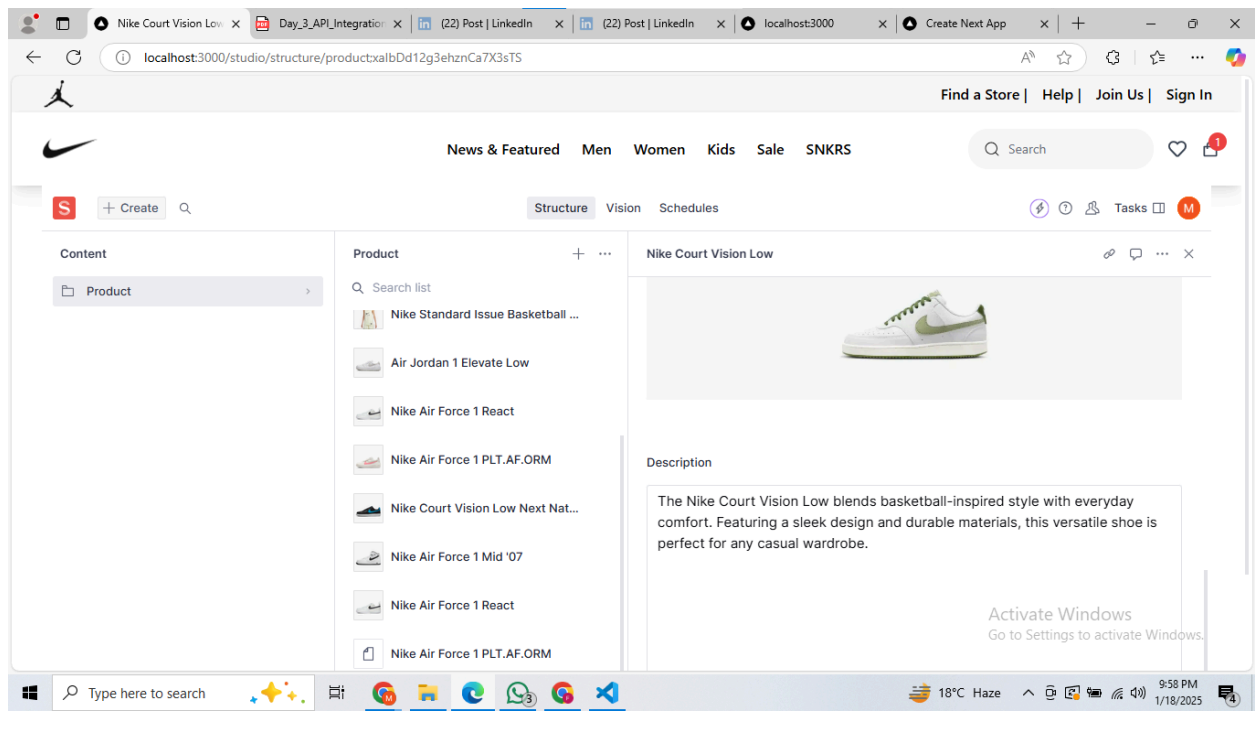 Nike Court Vision Low
Day_3_API_Integration
(22) Post | LinkedIn
(22) Post | LinkedIn
localhost:3000
Create Next App
localhost:3000/studio/structure/product;xalbDd12g3ehznCa7X3sTS
Find a Store | Help | Join Us | Sign In
News & Featured Men Women Kids Sale SNKRS
Search
1
S
Create
Structure Vision Schedules
Tasks
M
Content
Product
Product
Search list
Nike Standard Issue Basketball ...
Air Jordan 1 Elevate Low
Nike Air Force 1 React
Nike Air Force 1 PLT.AF.ORM
Nike Court Vision Low Next Nat...
Nike Air Force 1 Mid '07
Nike Air Force 1 React
Nike Air Force 1 PLT.AF.ORM
Nike Court Vision Low
Description
The Nike Court Vision Low blends basketball-inspired style with everyday
comfort. Featuring a sleek design and durable materials, this versatile shoe is
perfect for any casual wardrobe.
Activate Windows
Go to Settings to activate Windows.
Type here to search
3
18°C Haze
9:58 PM
1/18/2025
4